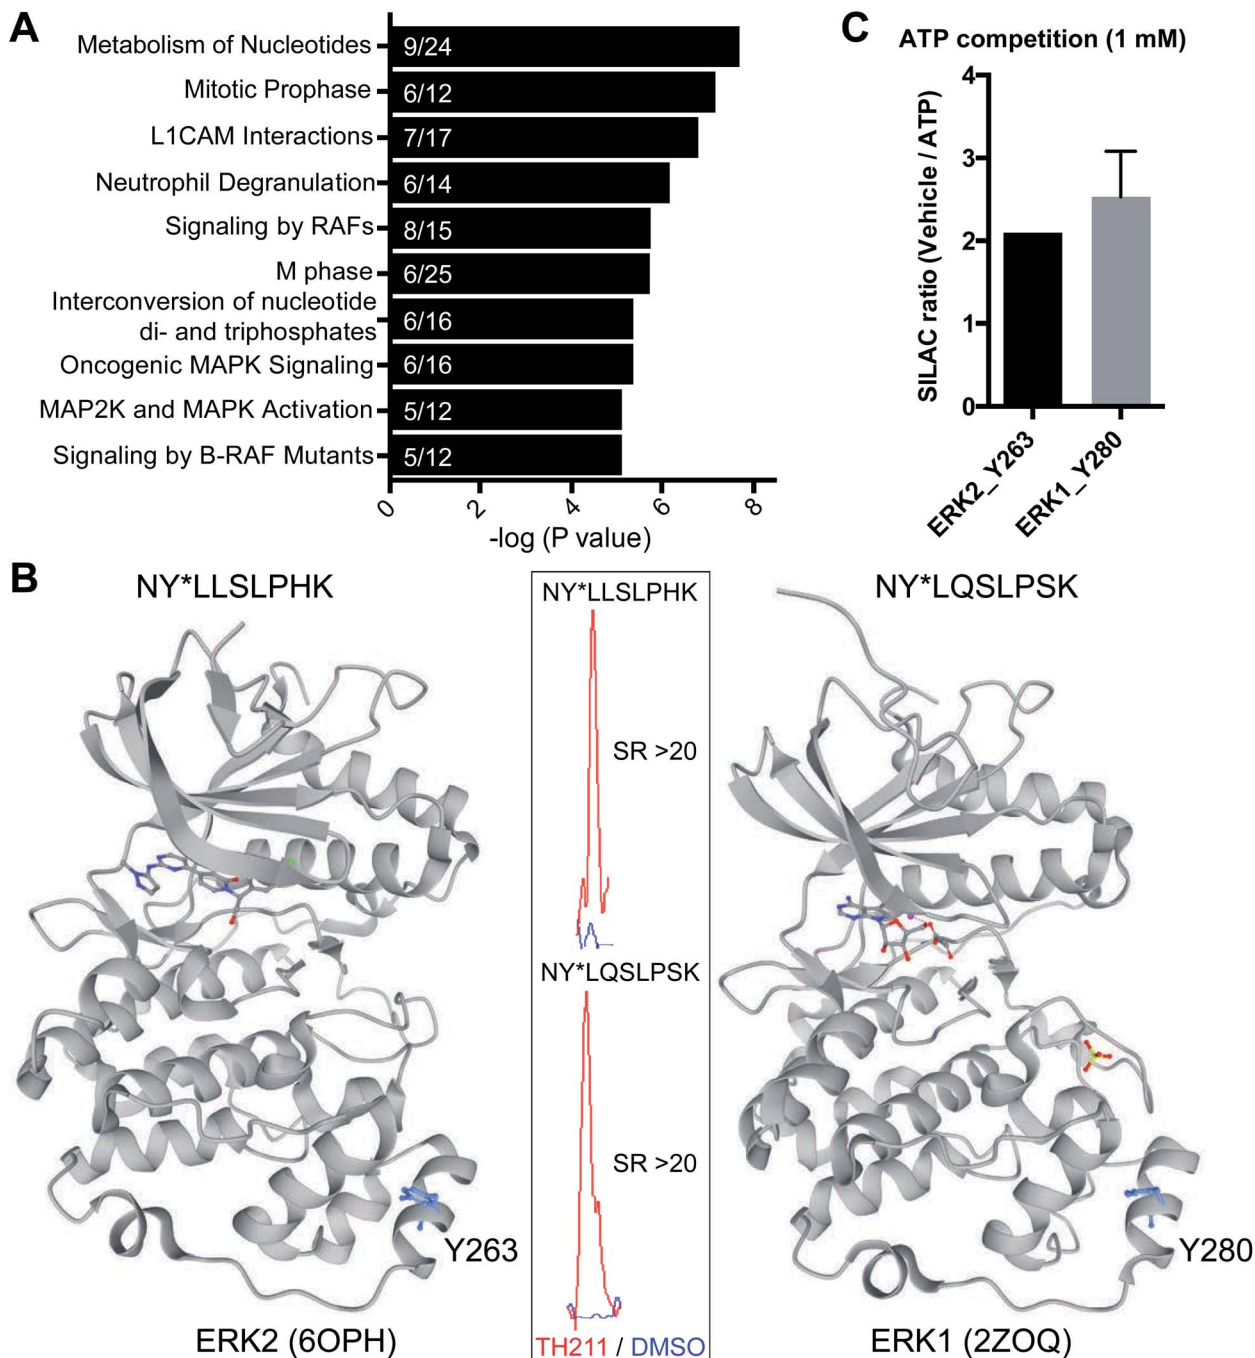 A
Metabolism of Nucleotides 9/24
Mitotic Prophase 6/12
L1CAM Interactions 7/17
Neutrophil Degranulation 6/14
Signaling by RAFs 8/15
M phase 6/25
Interconversion of nucleotide
di- and triphosphates 6/16
Oncogenic MAPK Signaling 6/16
MAP2K and MAPK Activation 5/12
Signaling by B-RAF Mutants 5/12
0 2 4 6 8
-log (P value)
C
ATP competition (1 mM)
SILAC ratio (Vehicle / ATP)
4
3
2
1
0
ERK2_Y263
ERK1_Y280
B
NY*LLSLPHK
Y263
ERK2 (6OPH)
NY*LLSLPHK
SR >20
NY*LQSLPSK
SR >20
TH211 / DMSO
NY*LQSLPSK
Y280
ERK1 (2ZOQ)